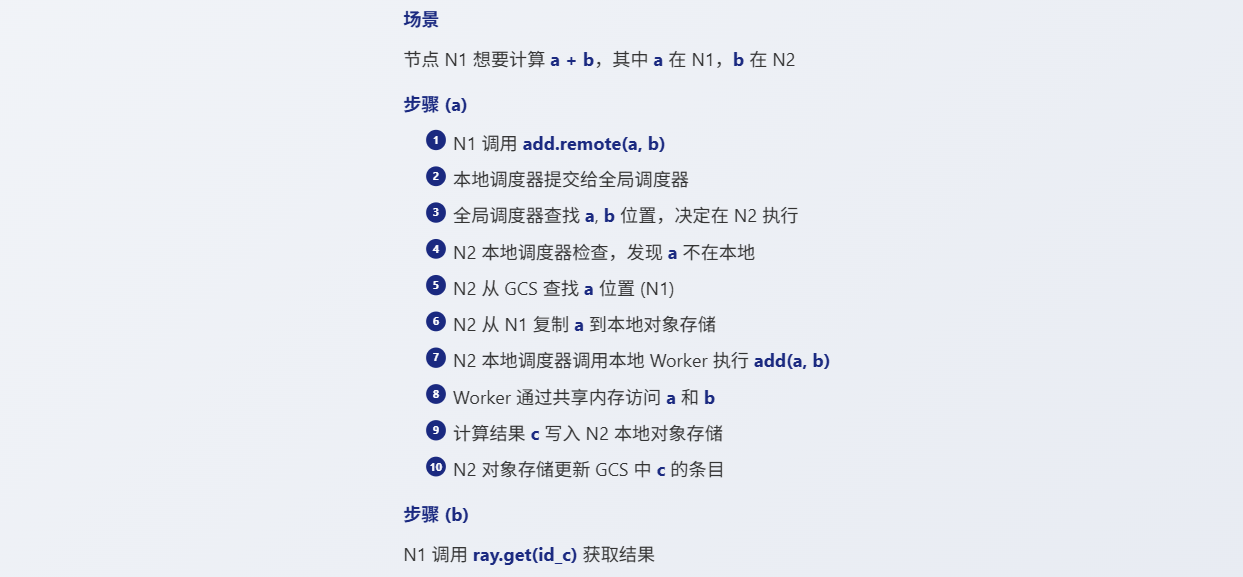 场景
节点 N1 想要计算 a + b，其中 a 在 N1，b 在 N2
步骤 (a)
1 N1 调用 add.remote(a, b)
2 本地调度器提交给全局调度器
3 全局调度器查找 a, b 位置，决定在 N2 执行
4 N2 本地调度器检查，发现 a 不在本地
5 N2 从 GCS 查找 a 位置 (N1)
6 N2 从 N1 复制 a 到本地对象存储
7 N2 本地调度器调用本地 Worker 执行 add(a, b)
8 Worker 通过共享内存访问 a 和 b
9 计算结果 c 写入 N2 本地对象存储
10 N2 对象存储更新 GCS 中 c 的条目
步骤 (b)
N1 调用 ray.get(id_c) 获取结果